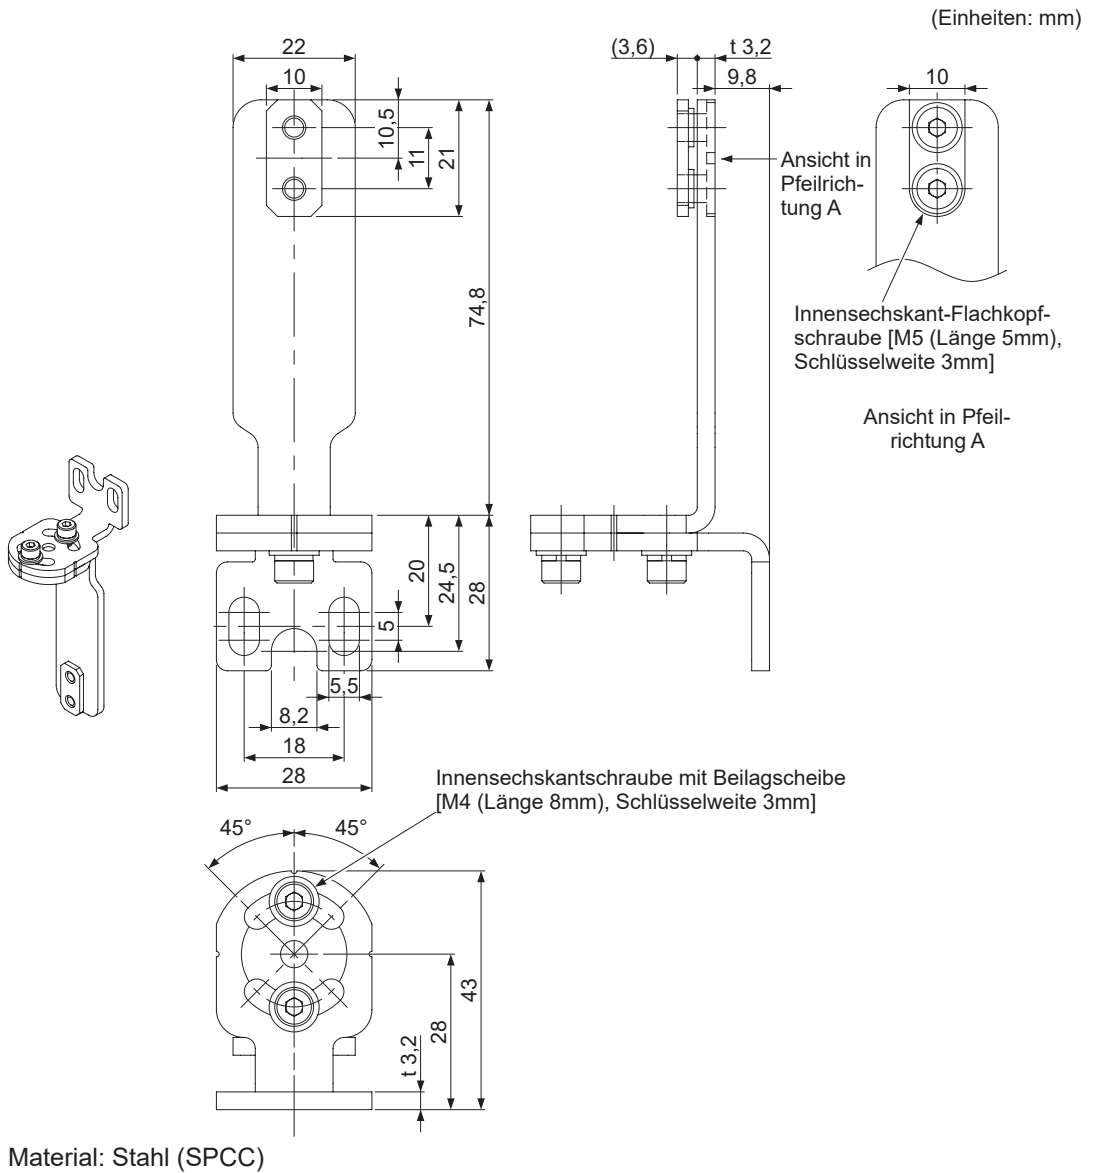 (Einheiten: mm)
22
(3,6)
t 3,2
10
9,8
10
10,5
11
21
Ansicht in
Pfeilrich-
tung A
74,8
Innensechskant-Flachkopf-
schraube [M5 (Länge 5mm),
Schlüsselweite 3mm]
Ansicht in Pfeil-
richtung A
20
24,5
28
5
5,5
8,2
18
28
Innensechskantschraube mit Beilagscheibe
[M4 (Länge 8mm), Schlüsselweite 3mm]
45°
45°
43
28
t 3,2
Material: Stahl (SPCC)